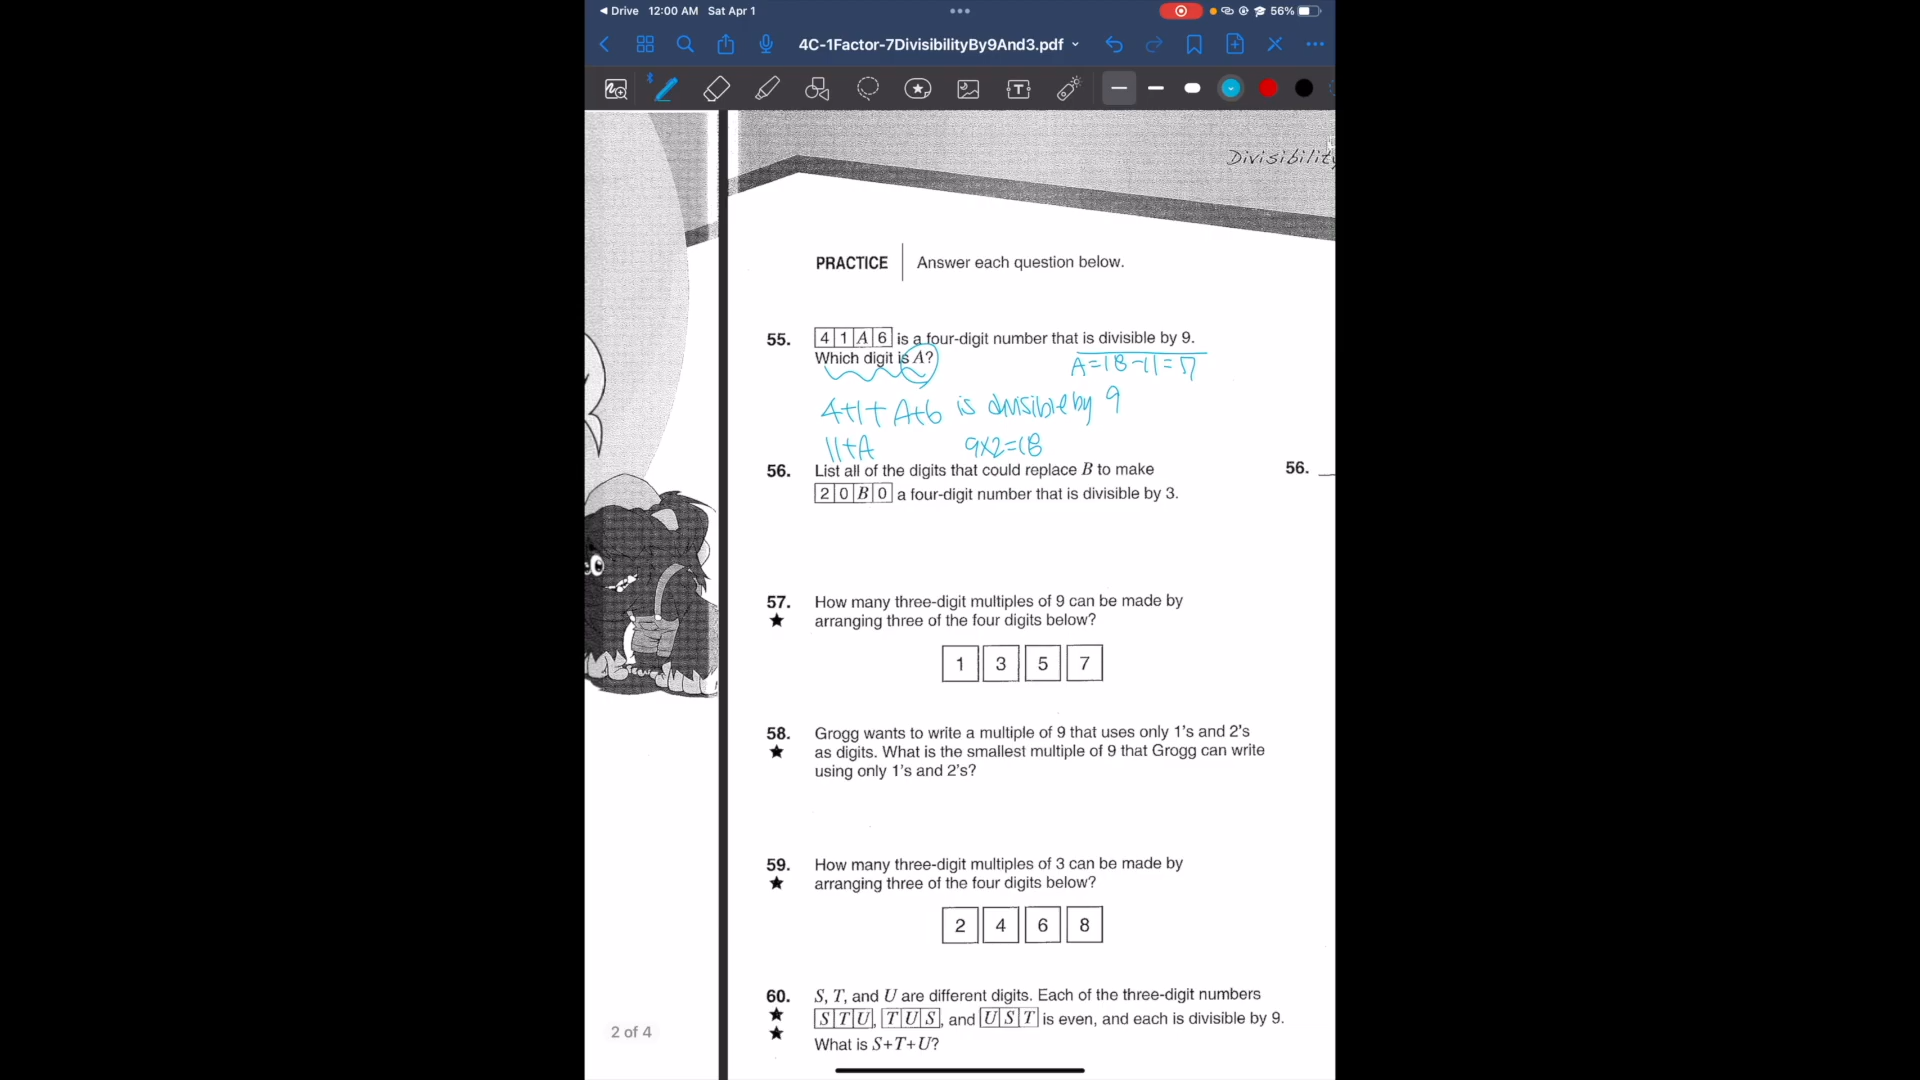 Drive 12:00 AM Sat Apr 1
56%
4C-1Factor-7DivisibilityBy9And3.pdf
Divisibility
PRACTICE Answer each question below.
55. 4 1 A 6 is a four-digit number that is divisible by 9.
Which digit is A?
A=18-11=7
4+1+A+6 is divisible by 9
11+A 9x2=18
56. List all of the digits that could replace B to make 56.
2 0 B 0 a four-digit number that is divisible by 3.
57. How many three-digit multiples of 9 can be made by
★ arranging three of the four digits below?
1 3 5 7
58. Grogg wants to write a multiple of 9 that uses only 1's and 2's
★ as digits. What is the smallest multiple of 9 that Grogg can write
using only 1's and 2's?
59. How many three-digit multiples of 3 can be made by
★ arranging three of the four digits below?
2 4 6 8
60. S, T, and U are different digits. Each of the three-digit numbers
★ S T U, T U S, and U S T is even, and each is divisible by 9.
★ What is S+T+U?
2 of 4